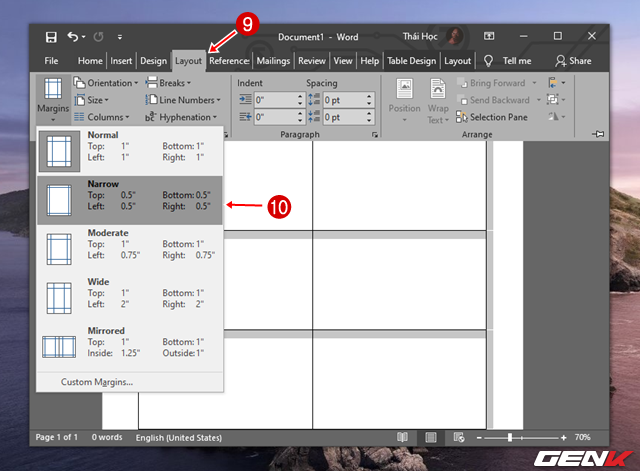 9
Document1 - Word
Thái Học
File Home Insert Design Layout Reference: Mailings Review View Help Table Design Layout Tell me Share
Margins
Orientation
Size
Columns
Breaks
Line Numbers
Hyphenation
Indent
0"
0"
Spacing
0 pt
0 pt
Paragraph
Position
Wrap
Text
Bring Forward
Send Backward
Selection Pane
Arrange
Normal
Top: 1" Bottom: 1"
Left: 1" Right: 1"
Narrow
Top: 0.5" Bottom: 0.5"
Left: 0.5" Right: 0.5"
10
Moderate
Top: 1" Bottom: 1"
Left: 0.75" Right: 0.75"
Wide
Top: 1" Bottom: 1"
Left: 2" Right: 2"
Mirrored
Top: 1" Bottom: 1"
Inside: 1.25" Outside: 1"
Custom Margins...
Page 1 of 1 0 words English (United States) 70%
GENK